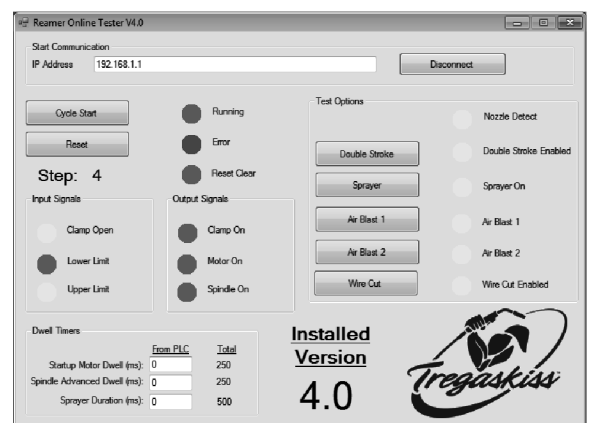 Reamer Online Tester V4.0
Start Communication
IP Address 192.168.1.1 Disconnect
Cycle Start
Reset
Step: 4
Running
Error
Reset Clear
Input Signals
Clamp Open
Lower Limit
Upper Limit
Output Signals
Clamp On
Motor On
Spindle On
Test Options
Nozzle Detect
Double Stroke Double Stroke Enabled
Sprayer Sprayer On
Air Blast 1 Air Blast 1
Air Blast 2 Air Blast 2
Wire Cut Wire Cut Enabled
Dwell Timers
From PLC Total
Startup Motor Dwell (ms): 0 250
Spindle Advanced Dwell (ms): 0 250
Sprayer Duration (ms): 0 500
Installed
Version
4.0
Tregaskiss